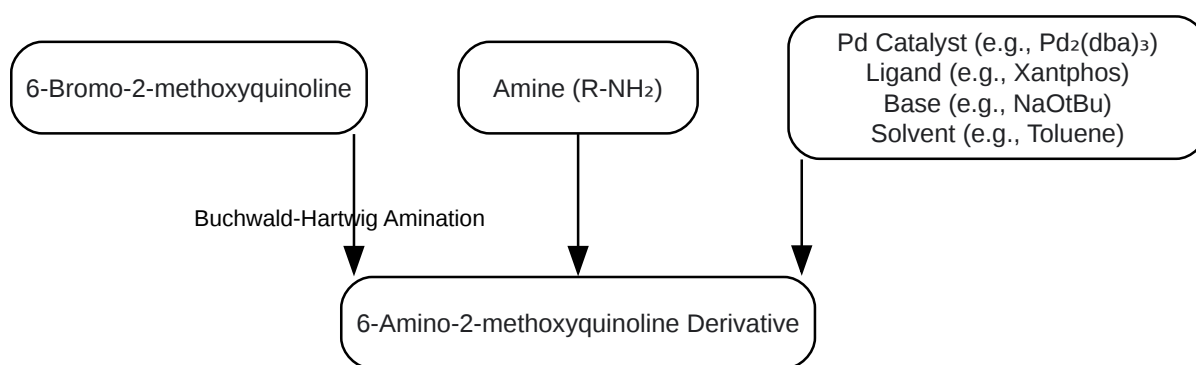 6-Bromo-2-methoxyquinoline
Amine (R-NH₂)
Pd Catalyst (e.g., Pd₂(dba)₃)
Ligand (e.g., Xantphos)
Base (e.g., NaOtBu)
Solvent (e.g., Toluene)
Buchwald-Hartwig Amination
6-Amino-2-methoxyquinoline Derivative